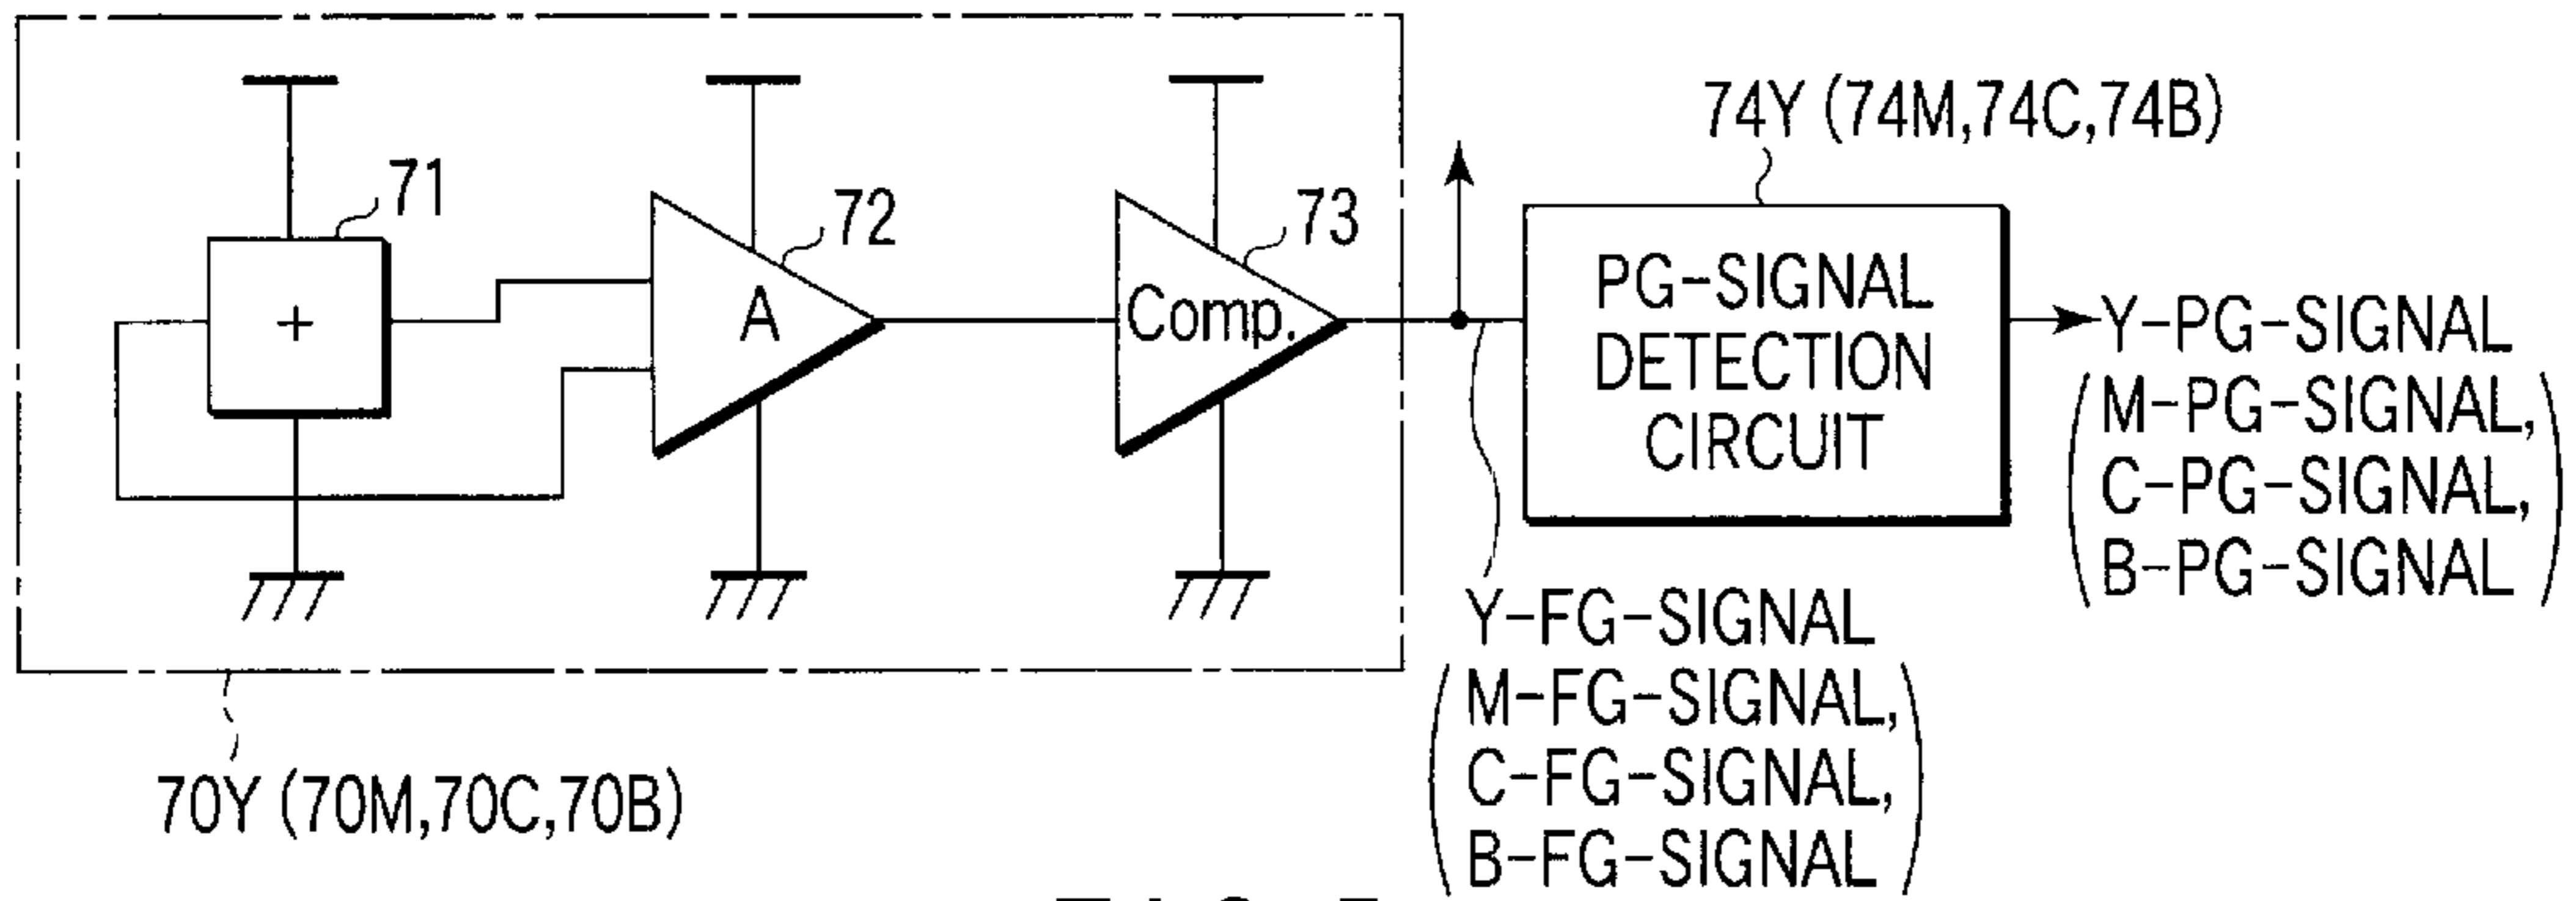 74Y (74M,74C,74B)
71
72
73
+
A
Comp.
PG-SIGNAL
DETECTION
CIRCUIT
Y-PG-SIGNAL
(M-PG-SIGNAL,
C-PG-SIGNAL,
B-PG-SIGNAL)
Y-FG-SIGNAL
(M-FG-SIGNAL,
C-FG-SIGNAL,
B-FG-SIGNAL)
70Y (70M,70C,70B)